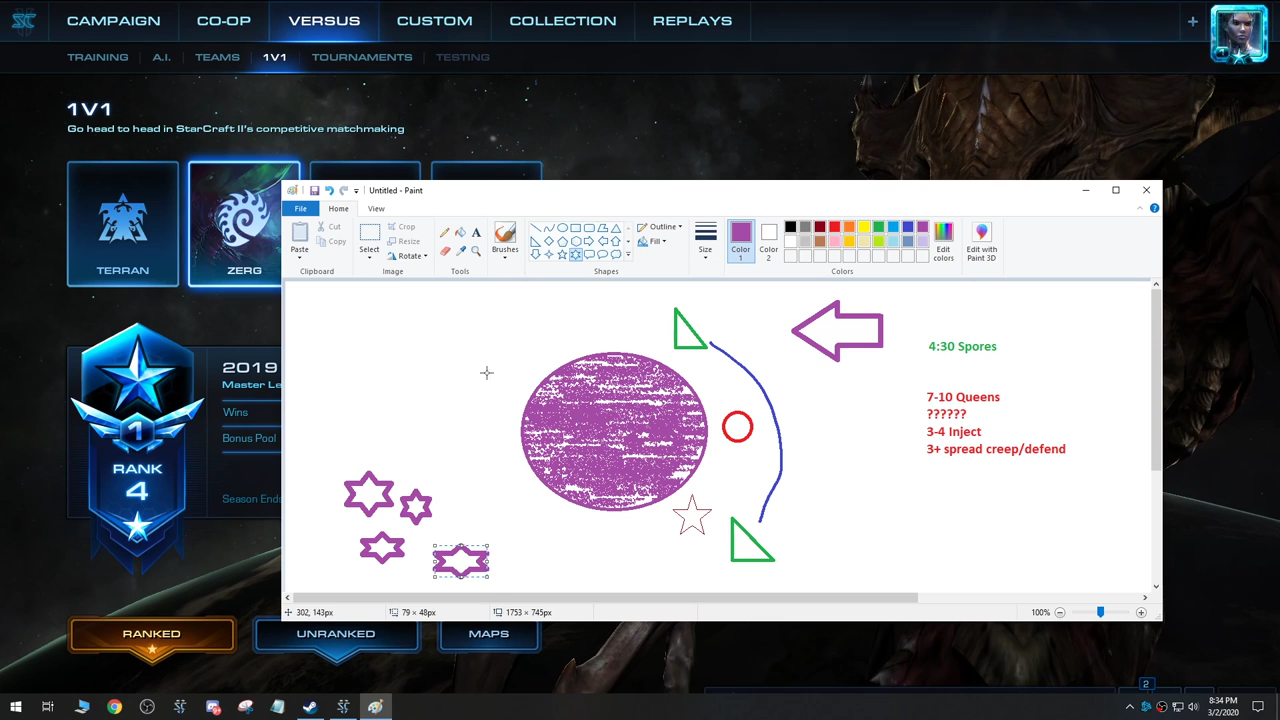 CAMPAIGN
CO-OP
VERSUS
CUSTOM
COLLECTION
REPLAYS
TRAINING
A.I.
TEAMS
1V1
TOURNAMENTS
TESTING
1
1V1
Go head to head in StarCraft II's competitive matchmaking
TERRAN
ZERG
Untitled - Paint
File
Home
View
Paste
Cut
Copy
Clipboard
Select
Crop
Resize
Rotate
Image
A
Tools
Brushes
Outline
Fill
Shapes
Size
Color 1
Color 2
Edit colors
Colors
Edit with Paint 3D
4:30 Spores
7-10 Queens
??????
3-4 Inject
3+ spread creep/defend
2019
Master Le
Wins
Bonus Pool
Season Ends
1
RANK
4
302, 143px
79 × 48px
1753 × 745px
100%
RANKED
UNRANKED
MAPS
2
8:34 PM
3/2/2020